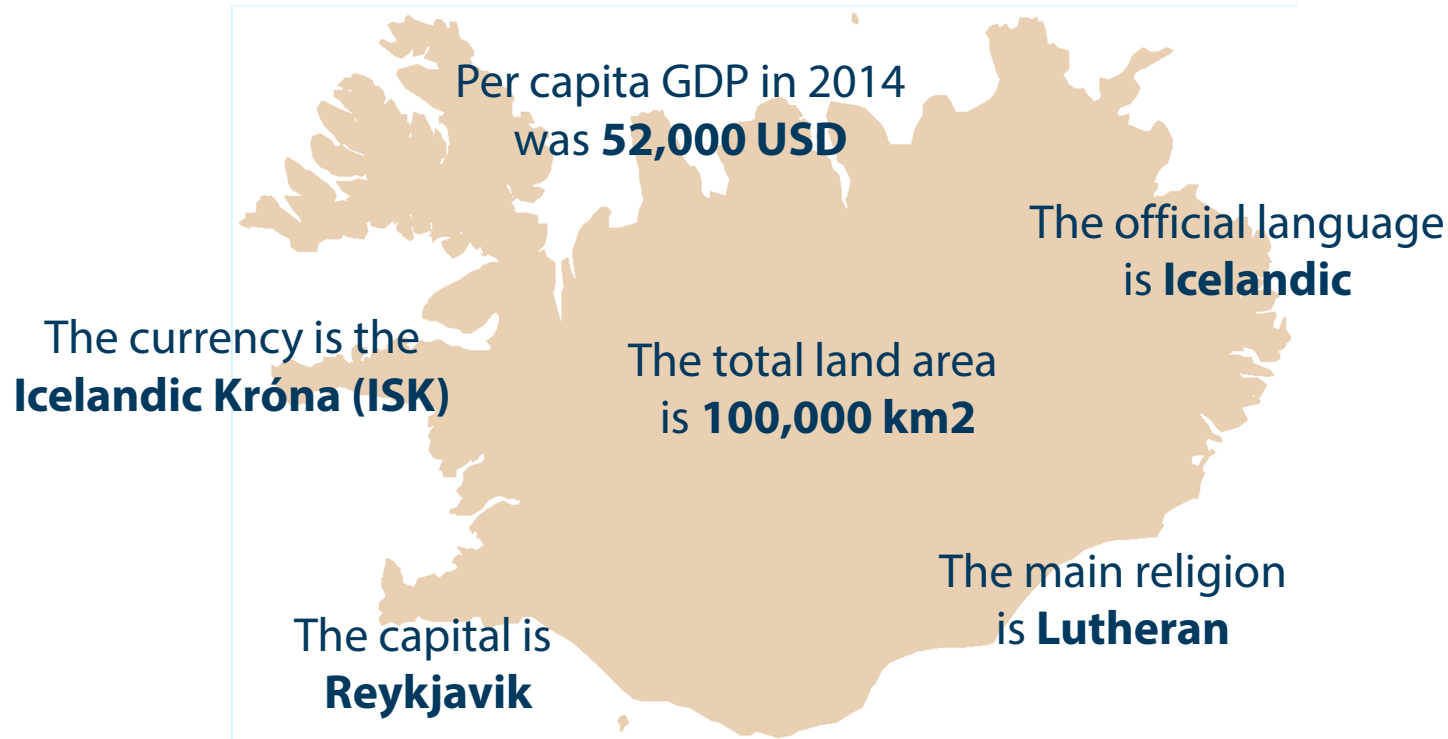 Per capita GDP in 2014
was 52,000 USD
The official language
is Icelandic
The currency is the
Icelandic Króna (ISK)
The total land area
is 100,000 km2
The main religion
is Lutheran
The capital is
Reykjavik